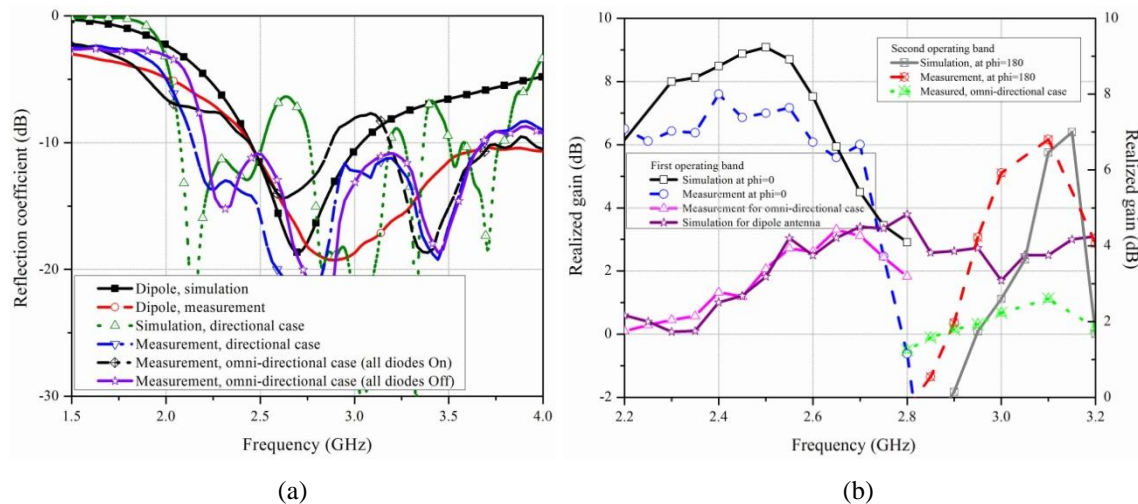 0
-10
-20
-30
Reflection coefficient (dB)
Dipole, simulation
Dipole, measurement
Simulation, directional case
Measurement, directional case
Measurement, omni-directional case (all diodes On)
Measurement, omni-directional case (all diodes Off)
1.5 2.0 2.5 3.0 3.5 4.0
Frequency (GHz)
(a)
10
8
6
4
2
0
-2
Realized gain (dB)
Second operating band
Simulation, at phi=180
Measurement, at phi=180
Measured, omni-directional case
First operating band
Simulation at phi=0
Measurement at phi=0
Measurement for omni-directional case
Simulation for dipole antenna
10
8
6
4
2
0
Realized gain (dB)
2.2 2.4 2.6 2.8 3.0 3.2
Frequency (GHz)
(b)